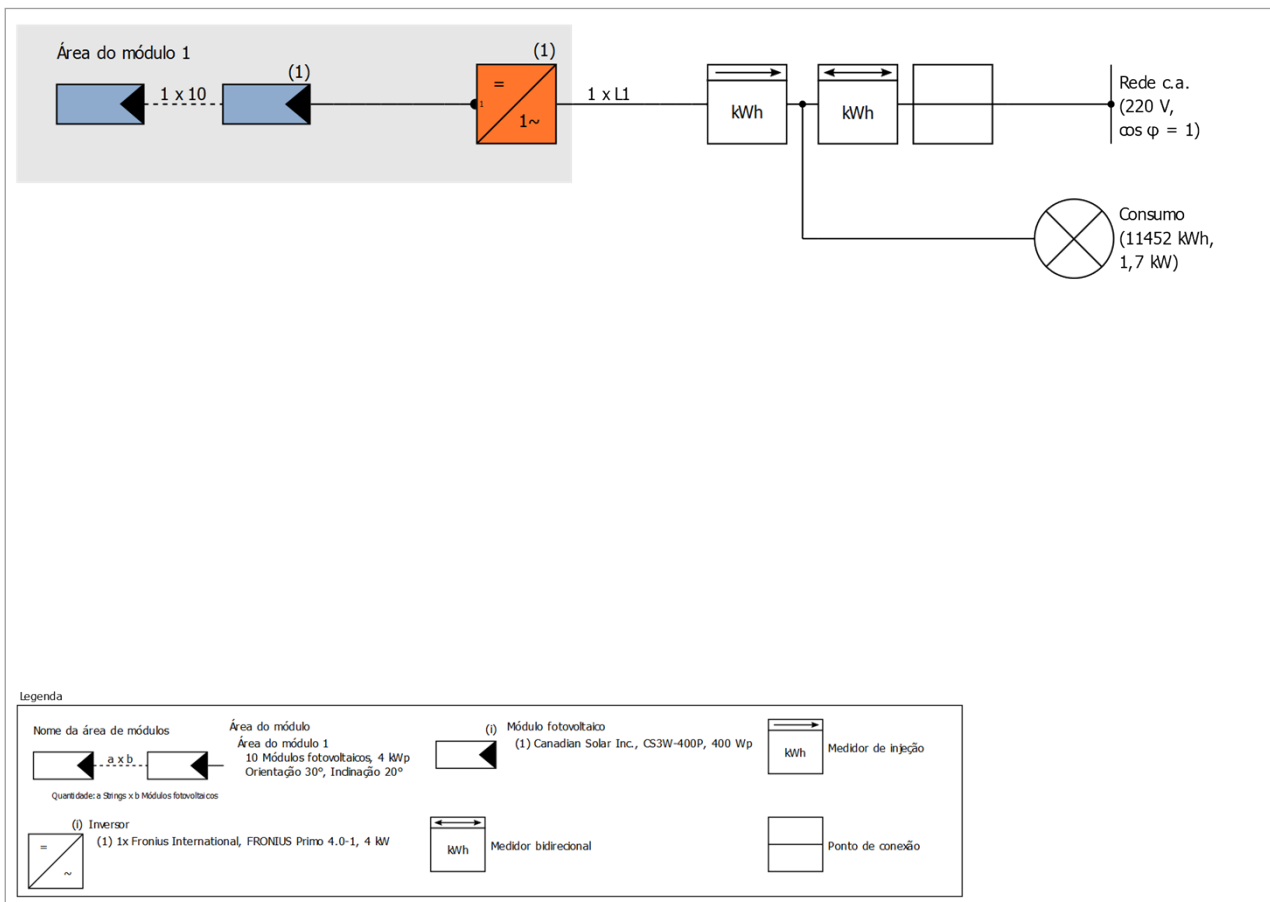 Área do módulo 1
(1)
(1)
1 x 10
=
1
1~
1 x L1
kWh
kWh
Rede c.a.
(220 V,
cos φ = 1)
Consumo
(11452 kWh,
1,7 kW)
Legenda
Nome da área de módulos
a x b
Quantidade: a Strings x b Módulos fotovoltaicos
Área do módulo
Área do módulo 1
10 Módulos fotovoltaicos, 4 kWp
Orientação 30°, Inclinação 20°
(i) Módulo fotovoltaico
(1) Canadian Solar Inc., CS3W-400P, 400 Wp
kWh
Medidor de injeção
(i) Inversor
(1) 1x Fronius International, FRONIUS Primo 4.0-1, 4 kW
=
~
kWh
Medidor bidirecional
Ponto de conexão